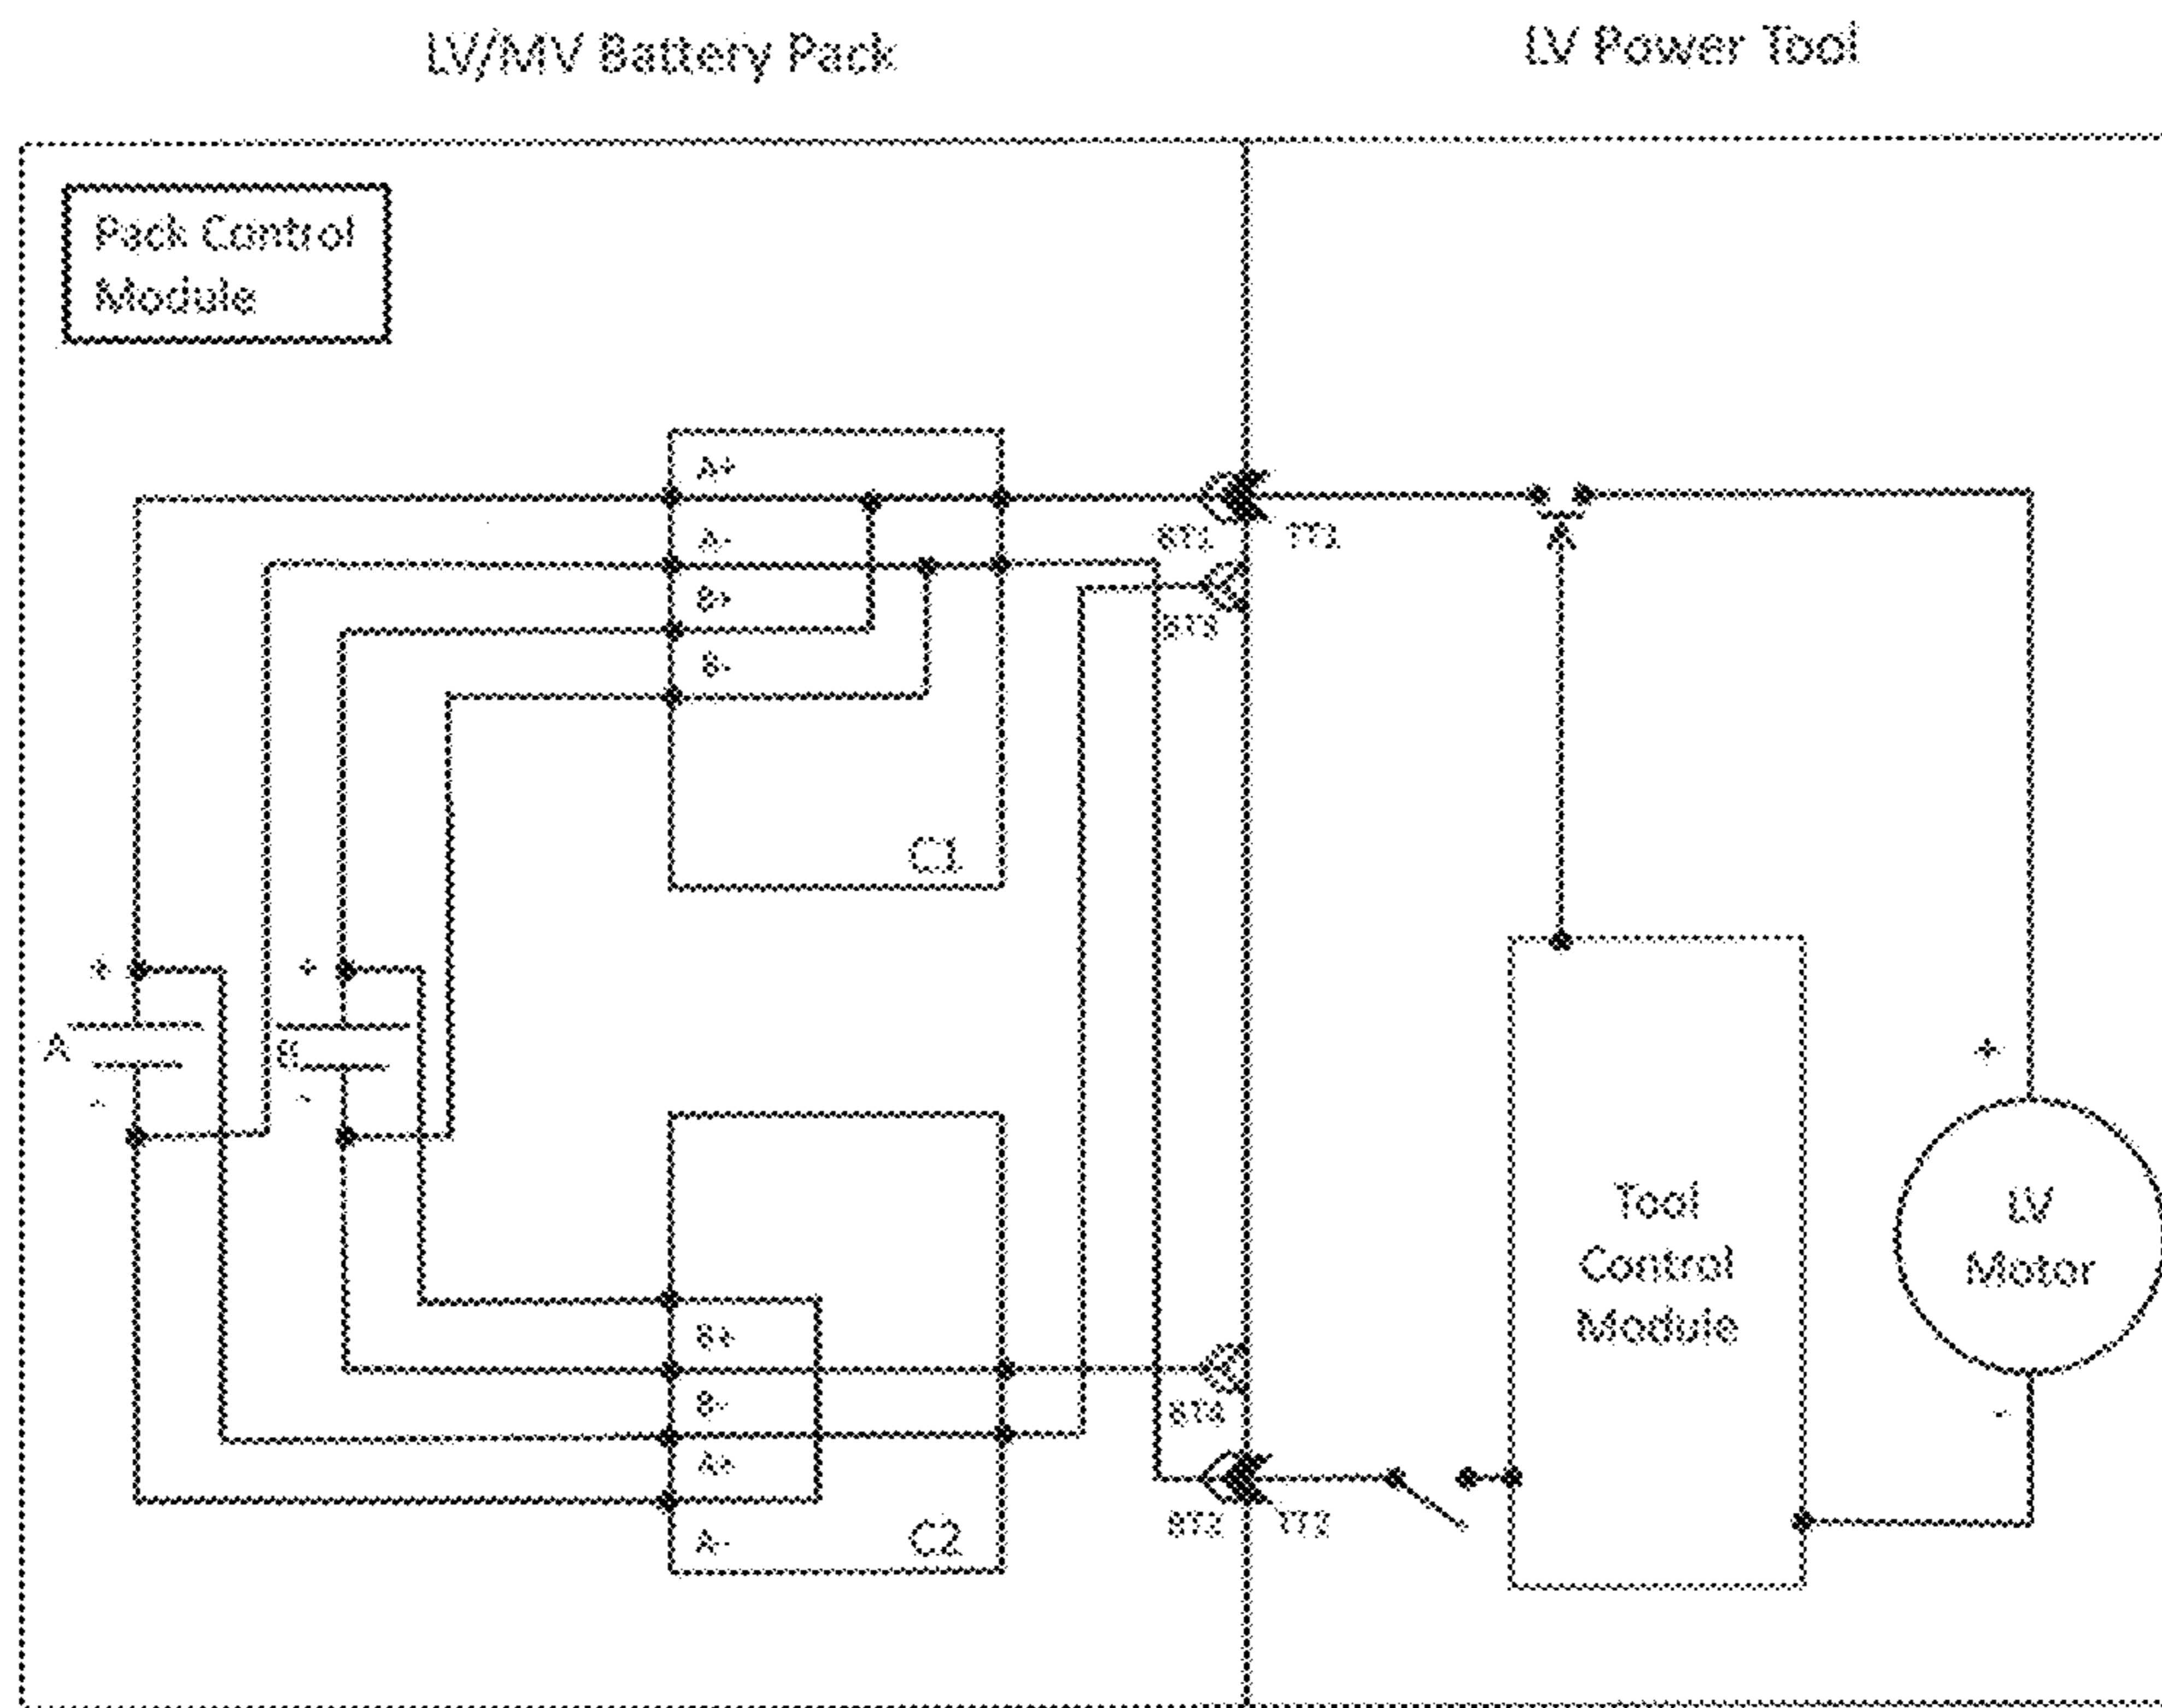 LV/MV Battery Pack
LV Power Tool
Pack Control
Module
A+
A-
B+
B-
C1
BT1
TT1
BT3
+
-
A
+
-
B
B+
B-
A+
A-
C2
BT4
BT2
TT2
Tool
Control
Module
+
LV
Motor
-